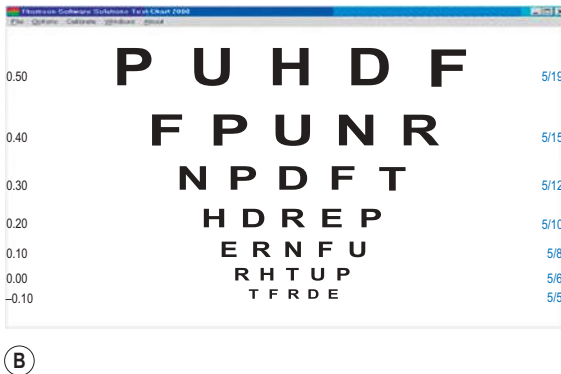 Thomson Software Solutions Test Chart 2000
File Options Calibrate Windows About
0.50 P U H D F 5/19
0.40 F P U N R 5/15
0.30 N P D F T 5/12
0.20 H D R E P 5/10
0.10 E R N F U 5/8
0.00 R H T U P 5/6
–0.10 T F R D E 5/5
B